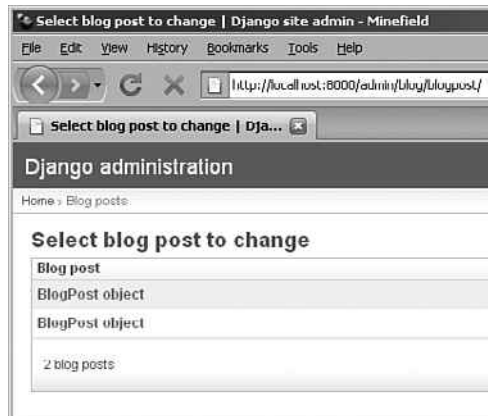 Select blog post to change | Django site admin - Minefield
File Edit View History Bookmarks Tools Help
http://localhost:8000/admin/blog/blogpost/
Select blog post to change | Dja...
Django administration
Home › Blog posts
Select blog post to change
Blog post
BlogPost object
BlogPost object
2 blog posts